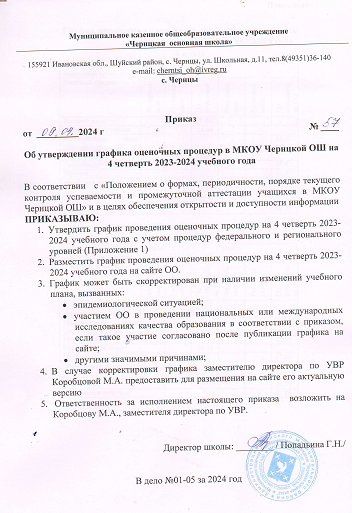 Муниципальное казенное общеобразовательное учреждение
«Черницкая основная школа»
155921 Ивановская обл., Шуйский район, с. Черницы, ул. Школьная, д.11, тел.8(49351)36-140
e-mail: cherntsi_oh@ivreg.ru
с. Черницы
Приказ
от 09.09. 2024 г № 57
Об утверждении графика оценочных процедур в МКОУ Черницкой ОШ на
4 четверть 2023-2024 учебного года
В соответствии с «Положением о формах, периодичности, порядке текущего
контроля успеваемости и промежуточной аттестации учащихся в МКОУ
Черницкой ОШ» и в целях обеспечения открытости и доступности информации
ПРИКАЗЫВАЮ:
1. Утвердить график проведения оценочных процедур на 4 четверть 2023-
2024 учебного года с учетом процедур федерального и регионального
уровней (Приложение 1)
2. Разместить график проведения оценочных процедур на 4 четверть 2023-
2024 учебного года на сайте ОО.
3. График может быть скорректирован при наличии изменений учебного
плана, вызванных:
• эпидемиологической ситуацией;
• участием ОО в проведении национальных или международных
исследованиях качества образования в соответствии с приказом,
если такое участие согласовано после публикации графика на
сайте;
• другими значимыми причинами;
4. В случае корректировки графика заместителю директора по УВР
Коробцовой М.А. предоставить для размещения на сайте его актуальную
версию
5. Ответственность за исполнением настоящего приказа возложить на
Коробцову М.А., заместителя директора по УВР.
Директор школы: / Попадьина Г.Н./
В дело №01-05 за 2024 год